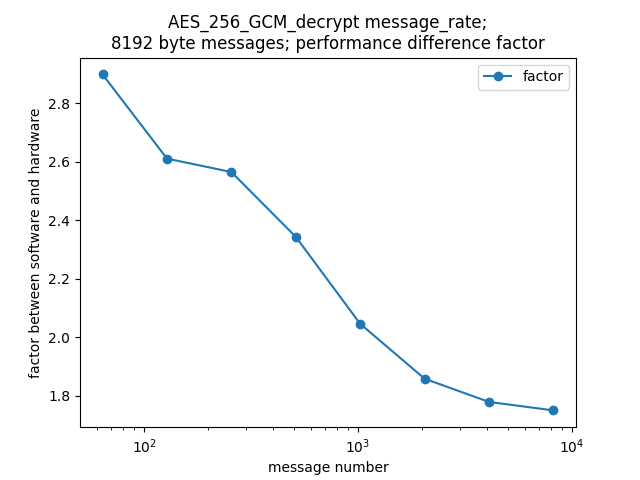 AES_256_GCM_decrypt message_rate;
8192 byte messages; performance difference factor
factor
factor between software and hardware
2.8
2.6
2.4
2.2
2.0
1.8
10²
10³
10⁴
message number